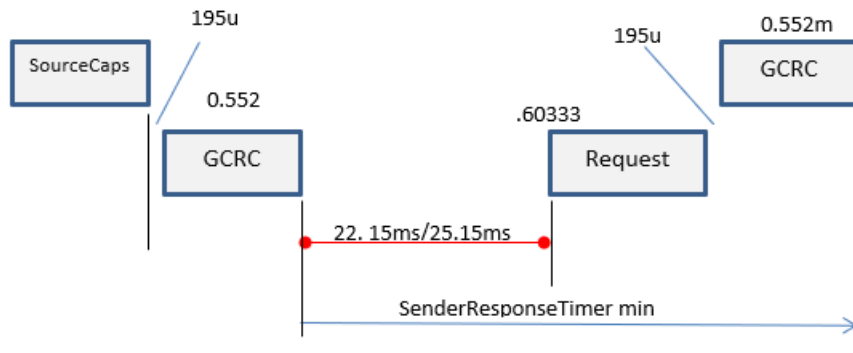 0.552m
195u
195u
SourceCaps
GCRC
0.552
.60333
GCRC
Request
22. 15ms/25.15ms
SenderResponseTimer min